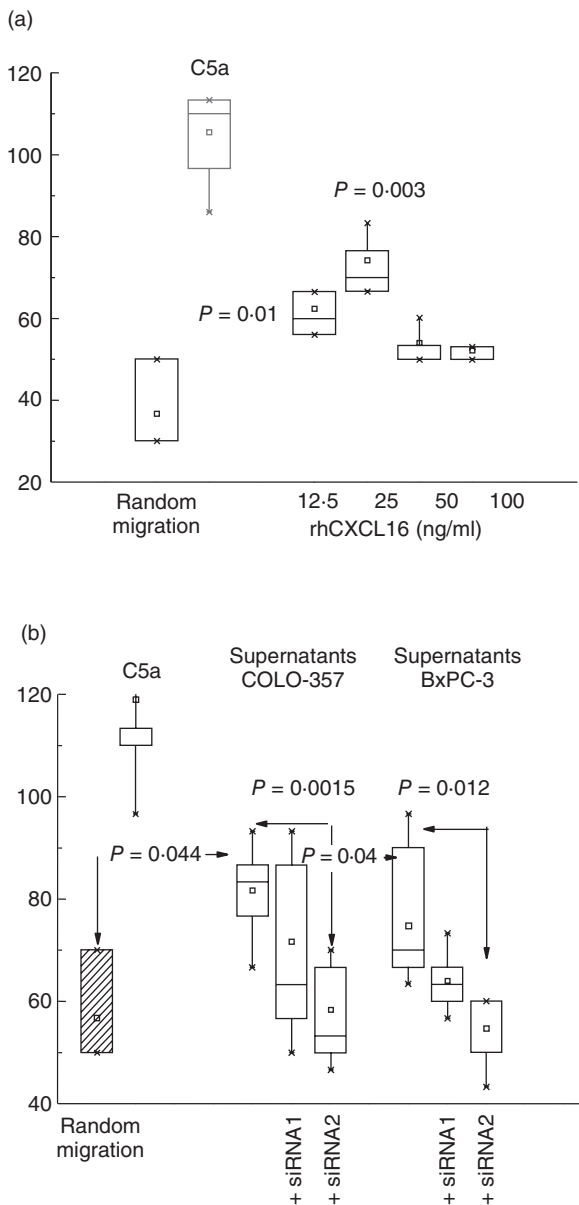 (a)
C5a
120
100
80
60
40
20
P = 0·003
P = 0·01
Random
migration
12·5 25 50 100
rhCXCL16 (ng/ml)
(b)
C5a
Supernatants
COLO-357
Supernatants
BxPC-3
120
100
80
60
40
P = 0·0015
P = 0·012
P = 0·044
P = 0·04
Random
migration
+ siRNA1
+ siRNA2
+ siRNA1
+ siRNA2